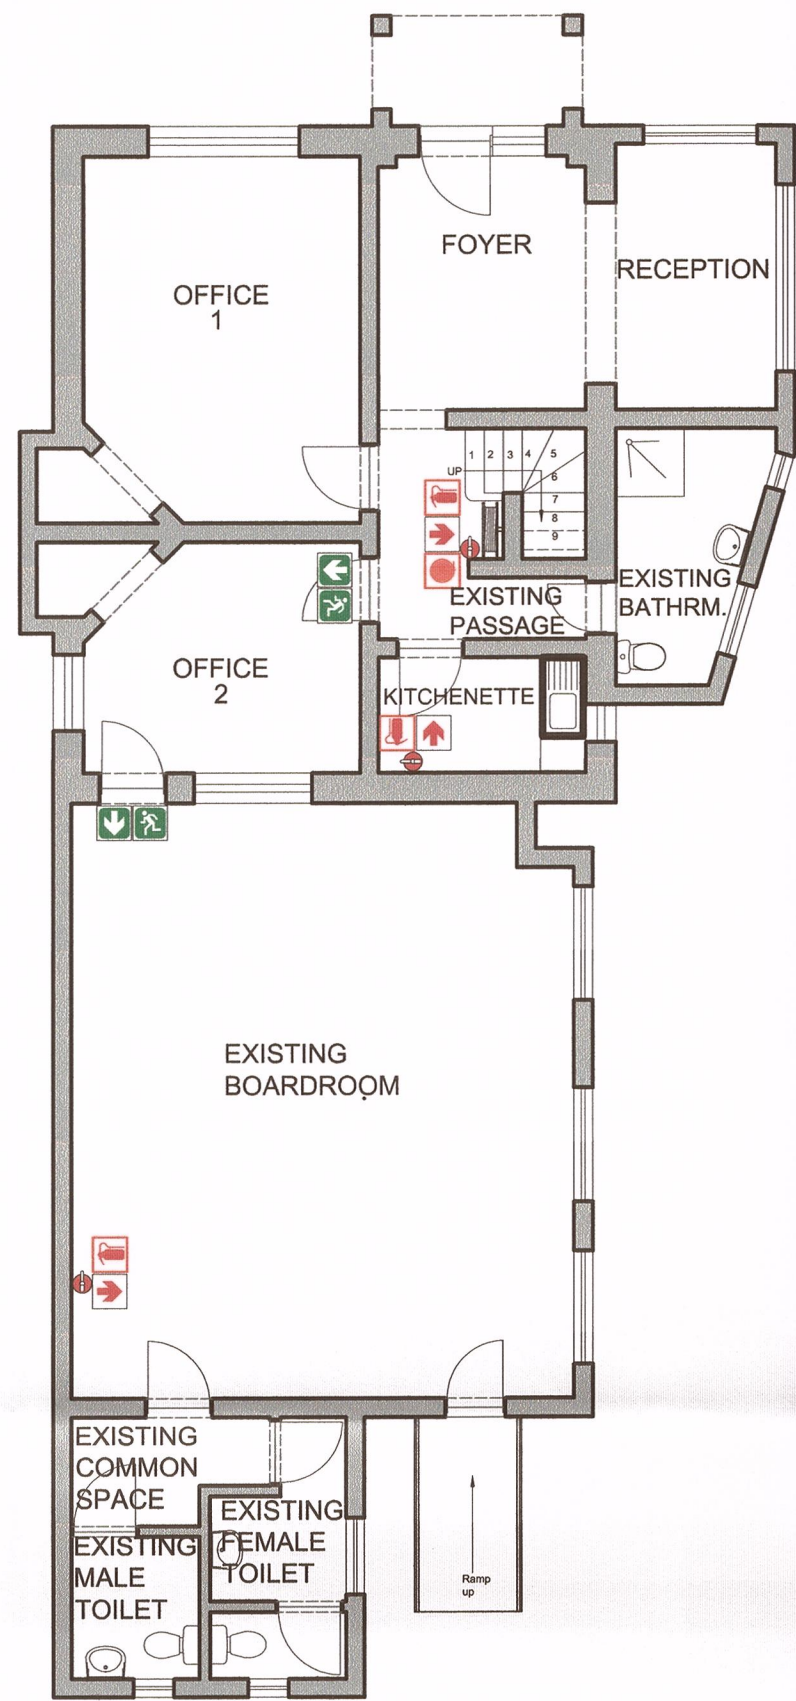 FOYER
RECEPTION
OFFICE
1
1 2 3 4 5
UP
6
7
8
9
EXISTING
PASSAGE
EXISTING
BATHRM.
OFFICE
2
KITCHENETTE
EXISTING
BOARDROOM
EXISTING
COMMON
SPACE
EXISTING
FEMALE
TOILET
EXISTING
MALE
TOILET
Ramp
up